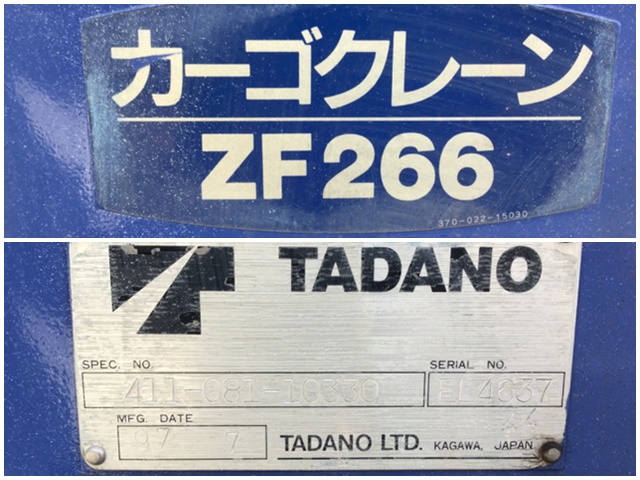 カーゴクレーン
ZF266
370-022-15030
TADANO
SPEC. NO.
SERIAL NO.
411-081-10330
4637
MFG. DATE
97 7
TADANO LTD. KAGAWA, JAPAN